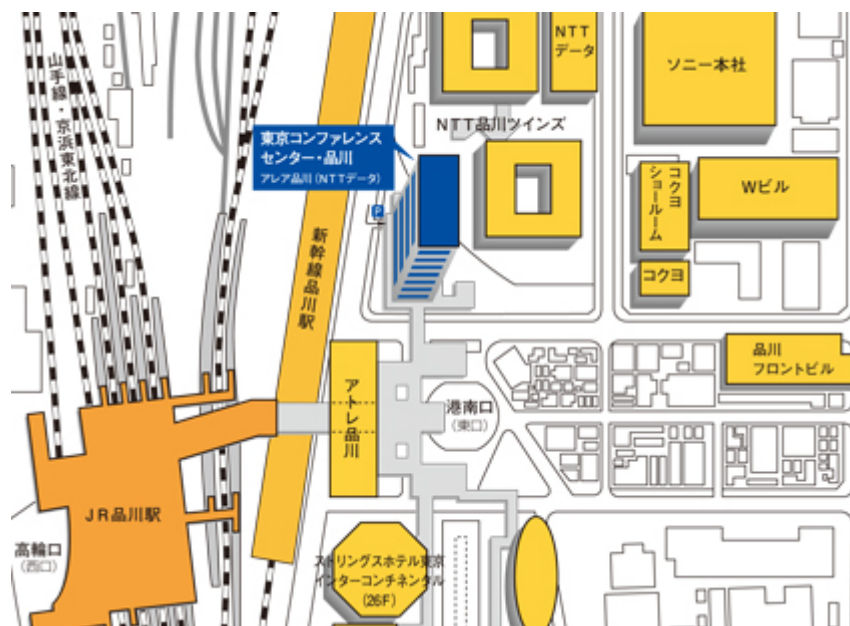 山手線・京浜東北線
東京コンファレンス
センター・品川
アレア品川(NTTデータ)
P
NTT
データ
ソニー本社
NTT品川ツインズ
コクヨ
ショールーム
Wビル
コクヨ
新幹線品川駅
アトレ品川
港南口
(東口)
品川
フロントビル
JR品川駅
高輪口
(西口)
ストリングスホテル東京
インターコンチネンタル
(26F)